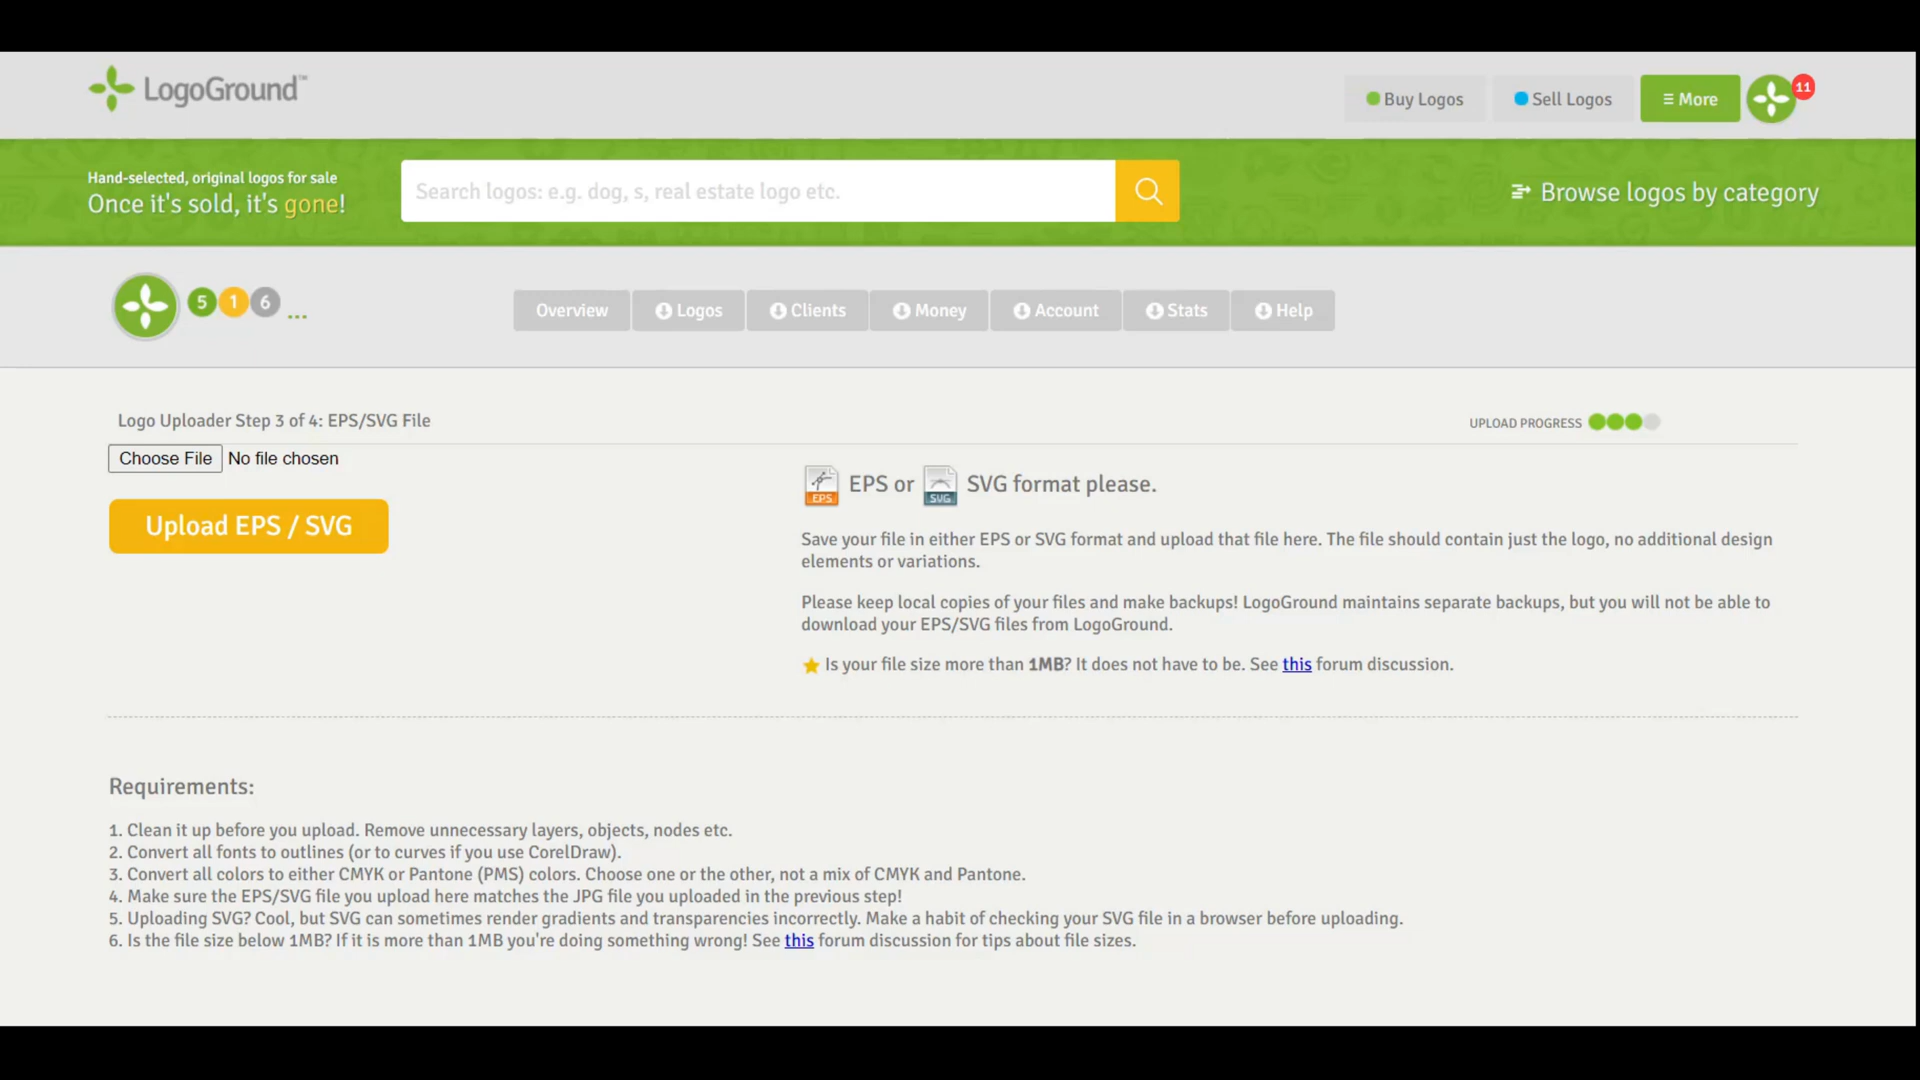 LogoGround™
Buy Logos
Sell Logos
≡ More
11
Hand-selected, original logos for sale
Once it's sold, it's gone!
Search logos: e.g. dog, s, real estate logo etc.
Browse logos by category
5 1 6 ...
Overview
Logos
Clients
Money
Account
Stats
Help
Logo Uploader Step 3 of 4: EPS/SVG File
UPLOAD PROGRESS
Choose File No file chosen
Upload EPS / SVG
EPS EPS or SVG SVG format please.
Save your file in either EPS or SVG format and upload that file here. The file should contain just the logo, no additional design
elements or variations.
Please keep local copies of your files and make backups! LogoGround maintains separate backups, but you will not be able to
download your EPS/SVG files from LogoGround.
Is your file size more than 1MB? It does not have to be. See this forum discussion.
Requirements:
1. Clean it up before you upload. Remove unnecessary layers, objects, nodes etc.
2. Convert all fonts to outlines (or to curves if you use CorelDraw).
3. Convert all colors to either CMYK or Pantone (PMS) colors. Choose one or the other, not a mix of CMYK and Pantone.
4. Make sure the EPS/SVG file you upload here matches the JPG file you uploaded in the previous step!
5. Uploading SVG? Cool, but SVG can sometimes render gradients and transparencies incorrectly. Make a habit of checking your SVG file in a browser before uploading.
6. Is the file size below 1MB? If it is more than 1MB you're doing something wrong! See this forum discussion for tips about file sizes.